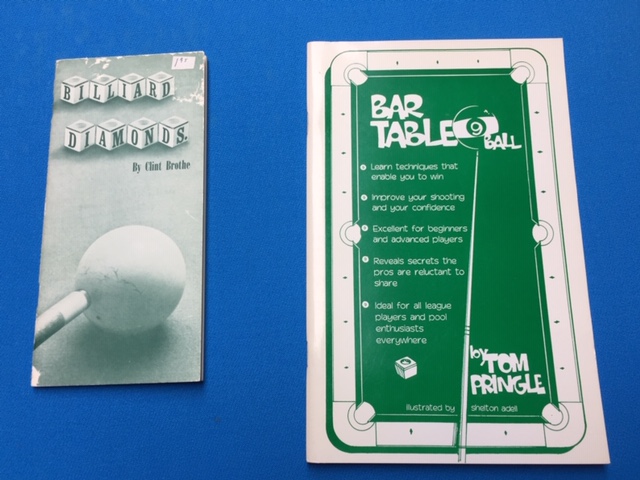 BILLIARD
DIAMONDS.
By Clint Brothe
BAR
TABLE 9
BALL
Learn techniques that
enable you to win
Improve your shooting
and your confidence
Excellent for beginners
and advanced players
Reveals secrets the
pros are reluctant to
share
Ideal for all league
players and pool
enthusiasts
everywhere
by TOM
PRINGLE
illustrated by shelton adell